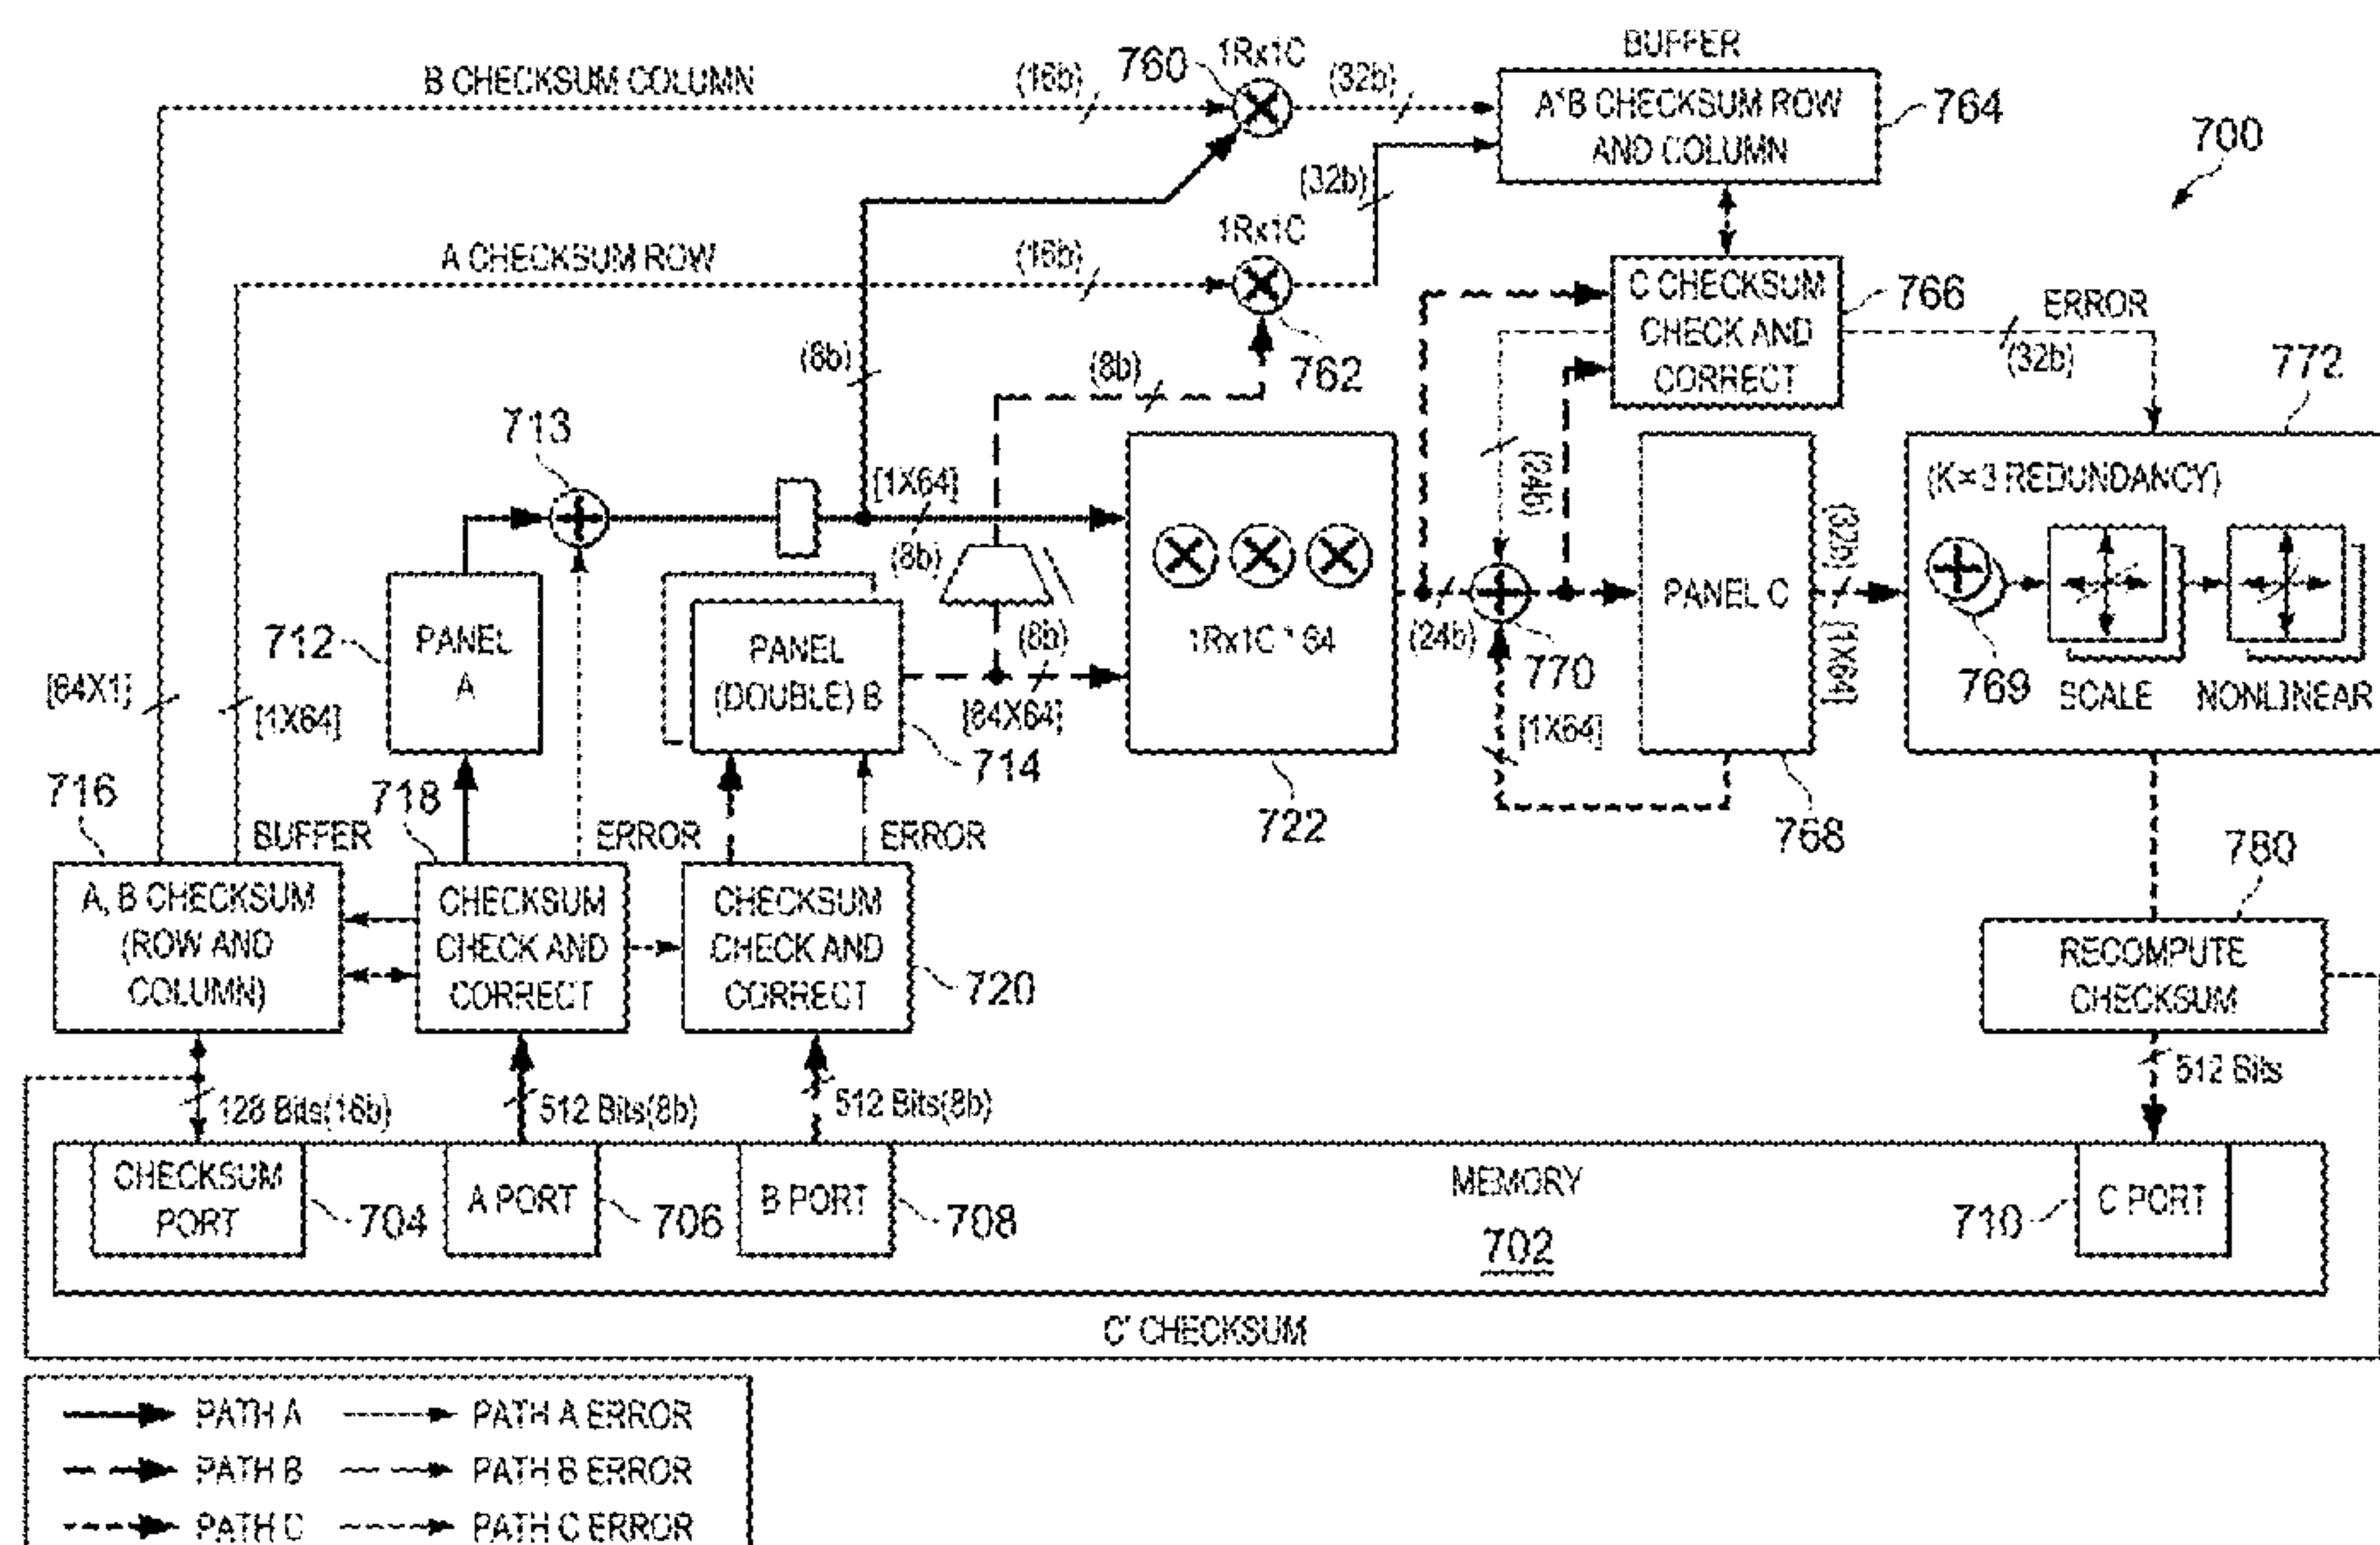 BUFFER
B CHECKSUM COLUMN
(16b)
760
1Rx1C
(32b)
A*B CHECKSUM ROW
AND COLUMN
764
700
(32b)
A CHECKSUM ROW
(16b)
1Rx1C
762
C CHECKSUM
CHECK AND
CORRECT
766
ERROR
(32b)
772
(8b)
(8b)
713
[1X64]
(8b)
(24b)
(K=3 REDUNDANCY)
(32b)
[1X64]
712
PANEL
A
PANEL
(DOUBLE) B
714
(8b)
[64X64]
1Rx1C * 64
722
(24b)
770
[1X64]
PANEL C
768
769
SCALE
NONLINEAR
[64X1]
[1X64]
716
BUFFER
718
ERROR
ERROR
780
A, B CHECKSUM
(ROW AND
COLUMN)
CHECKSUM
CHECK AND
CORRECT
CHECKSUM
CHECK AND
CORRECT
720
RECOMPUTE
CHECKSUM
128 Bits(16b)
512 Bits(8b)
512 Bits(8b)
512 Bits
CHECKSUM
PORT
704
A PORT
706
B PORT
708
MEMORY
702
710
C PORT
C' CHECKSUM
PATH A
PATH A ERROR
PATH B
PATH B ERROR
PATH C
PATH C ERROR